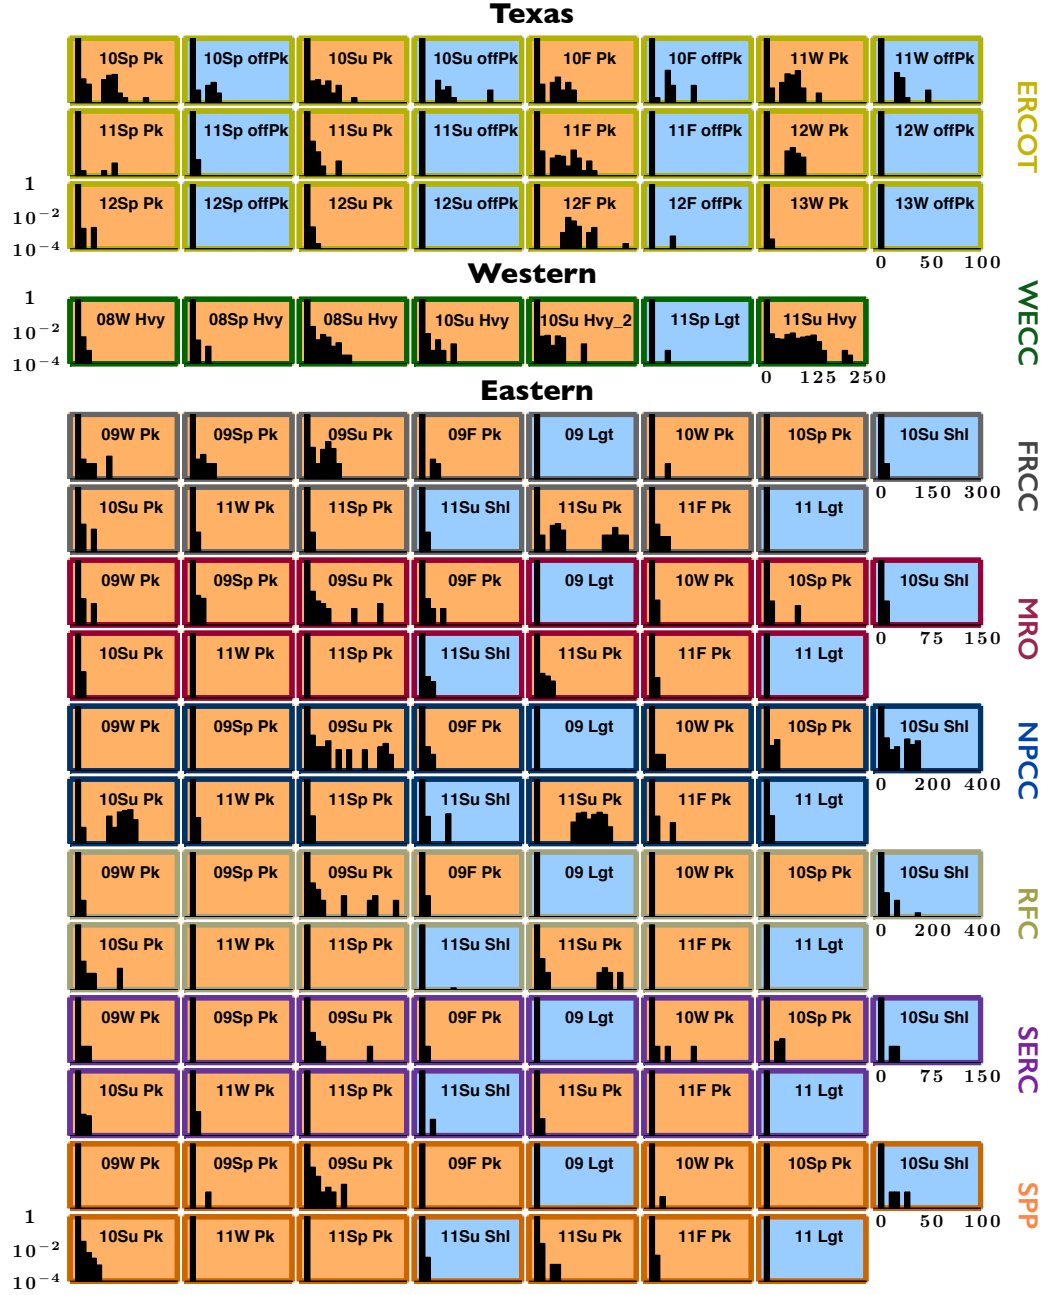 Texas
10Sp Pk 10Sp offPk 10Su Pk 10Su offPk 10F Pk 10F offPk 11W Pk 11W offPk
11Sp Pk 11Sp offPk 11Su Pk 11Su offPk 11F Pk 11F offPk 12W Pk 12W offPk
ERCOT
1
12Sp Pk 12Sp offPk 12Su Pk 12Su offPk 12F Pk 12F offPk 13W Pk 13W offPk
10⁻²
10⁻⁴
0 50 100
Western
1
08W Hvy 08Sp Hvy 08Su Hvy 10Su Hvy 10Su Hvy_2 11Sp Lgt 11Su Hvy
10⁻²
10⁻⁴
0 125 250
WECC
Eastern
09W Pk 09Sp Pk 09Su Pk 09F Pk 09 Lgt 10W Pk 10Sp Pk 10Su Shl
0 150 300
10Su Pk 11W Pk 11Sp Pk 11Su Shl 11Su Pk 11F Pk 11 Lgt
FRCC
09W Pk 09Sp Pk 09Su Pk 09F Pk 09 Lgt 10W Pk 10Sp Pk 10Su Shl
0 75 150
10Su Pk 11W Pk 11Sp Pk 11Su Shl 11Su Pk 11F Pk 11 Lgt
MRO
09W Pk 09Sp Pk 09Su Pk 09F Pk 09 Lgt 10W Pk 10Sp Pk 10Su Shl
0 200 400
10Su Pk 11W Pk 11Sp Pk 11Su Shl 11Su Pk 11F Pk 11 Lgt
NPCC
09W Pk 09Sp Pk 09Su Pk 09F Pk 09 Lgt 10W Pk 10Sp Pk 10Su Shl
0 200 400
10Su Pk 11W Pk 11Sp Pk 11Su Shl 11Su Pk 11F Pk 11 Lgt
RFC
09W Pk 09Sp Pk 09Su Pk 09F Pk 09 Lgt 10W Pk 10Sp Pk 10Su Shl
0 75 150
10Su Pk 11W Pk 11Sp Pk 11Su Shl 11Su Pk 11F Pk 11 Lgt
SERC
09W Pk 09Sp Pk 09Su Pk 09F Pk 09 Lgt 10W Pk 10Sp Pk 10Su Shl
0 50 100
1
10Su Pk 11W Pk 11Sp Pk 11Su Shl 11Su Pk 11F Pk 11 Lgt
10⁻²
10⁻⁴
SPP